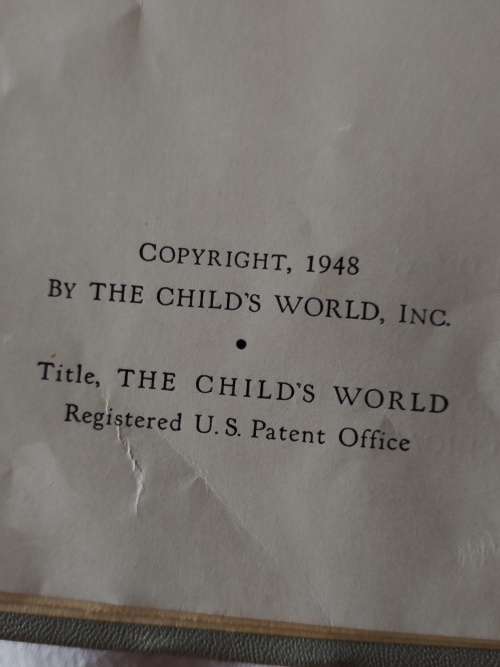 COPYRIGHT, 1948
BY THE CHILD'S WORLD, INC.
•
Title, THE CHILD'S WORLD
Registered U. S. Patent Office